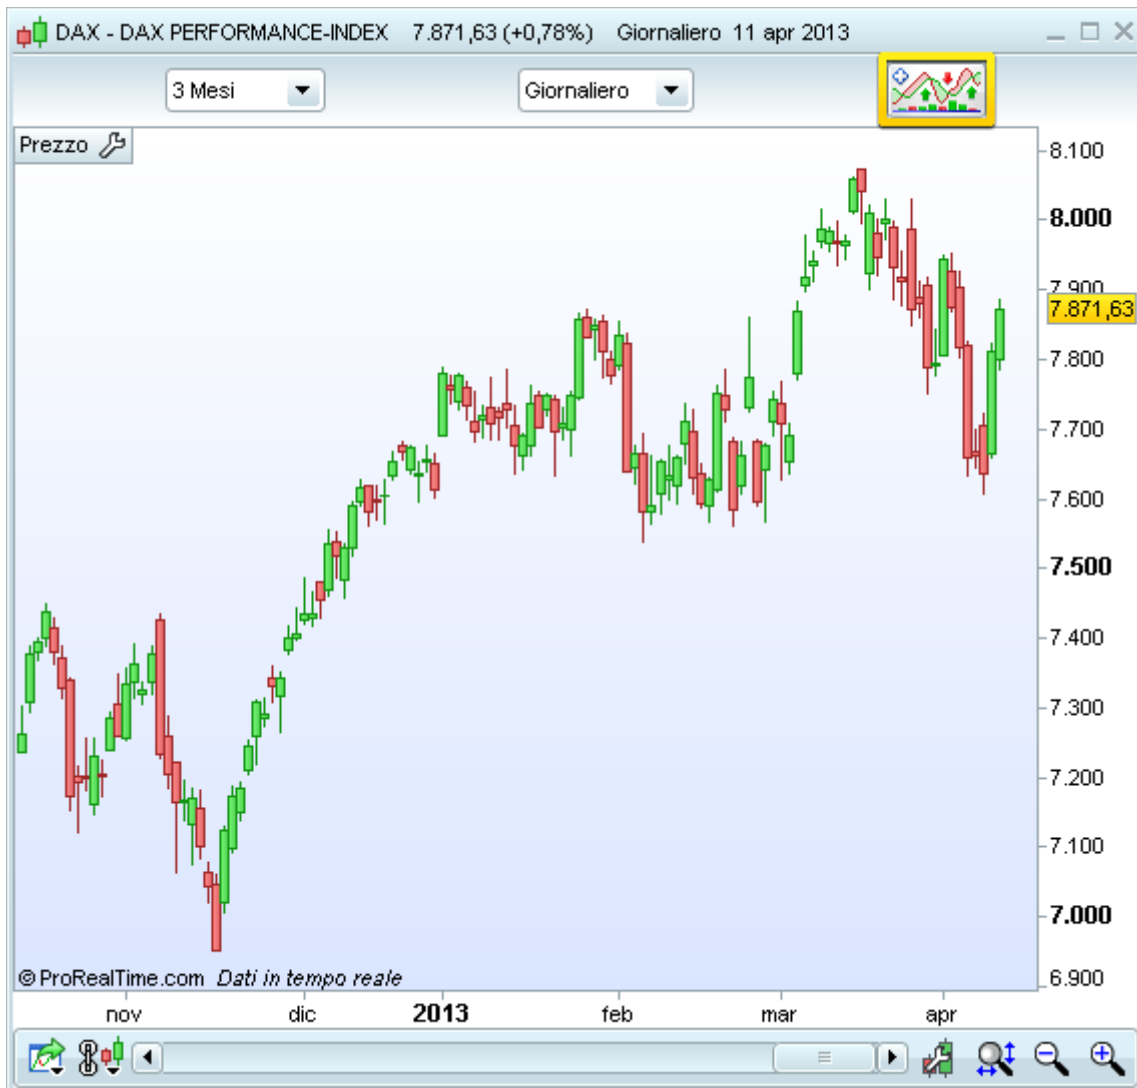 DAX - DAX PERFORMANCE-INDEX 7.871,63 (+0,78%) Giornaliero 11 apr 2013
3 Mesi Giornaliero
Prezzo
8.100
8.000
7.900
7.871,63
7.800
7.700
7.600
7.500
7.400
7.300
7.200
7.100
7.000
6.900
© ProRealTime.com Dati in tempo reale
nov dic 2013 feb mar apr